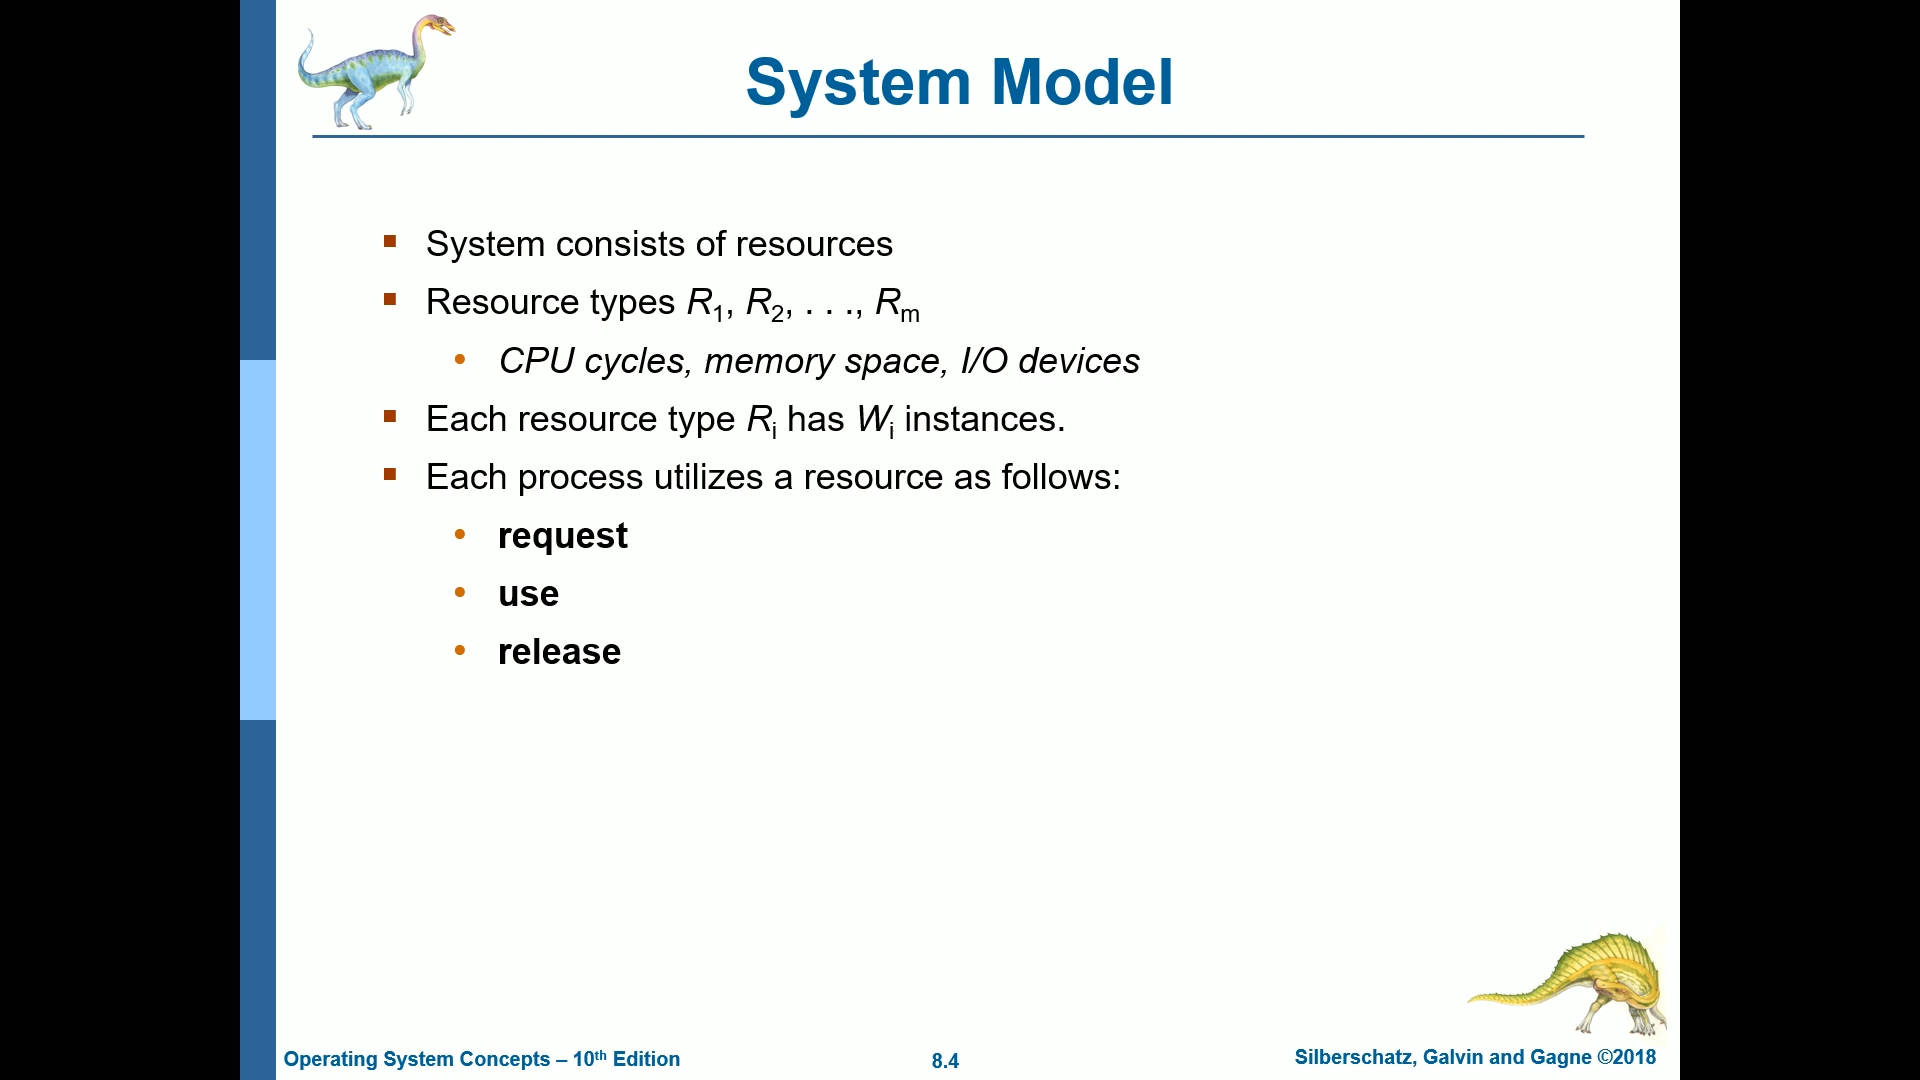 System Model
▪ System consists of resources
▪ Resource types R₁, R₂, . . ., Rₘ
• CPU cycles, memory space, I/O devices
▪ Each resource type Rᵢ has Wᵢ instances.
▪ Each process utilizes a resource as follows:
• request
• use
• release
Operating System Concepts – 10ᵗʰ Edition
8.4
Silberschatz, Galvin and Gagne ©2018